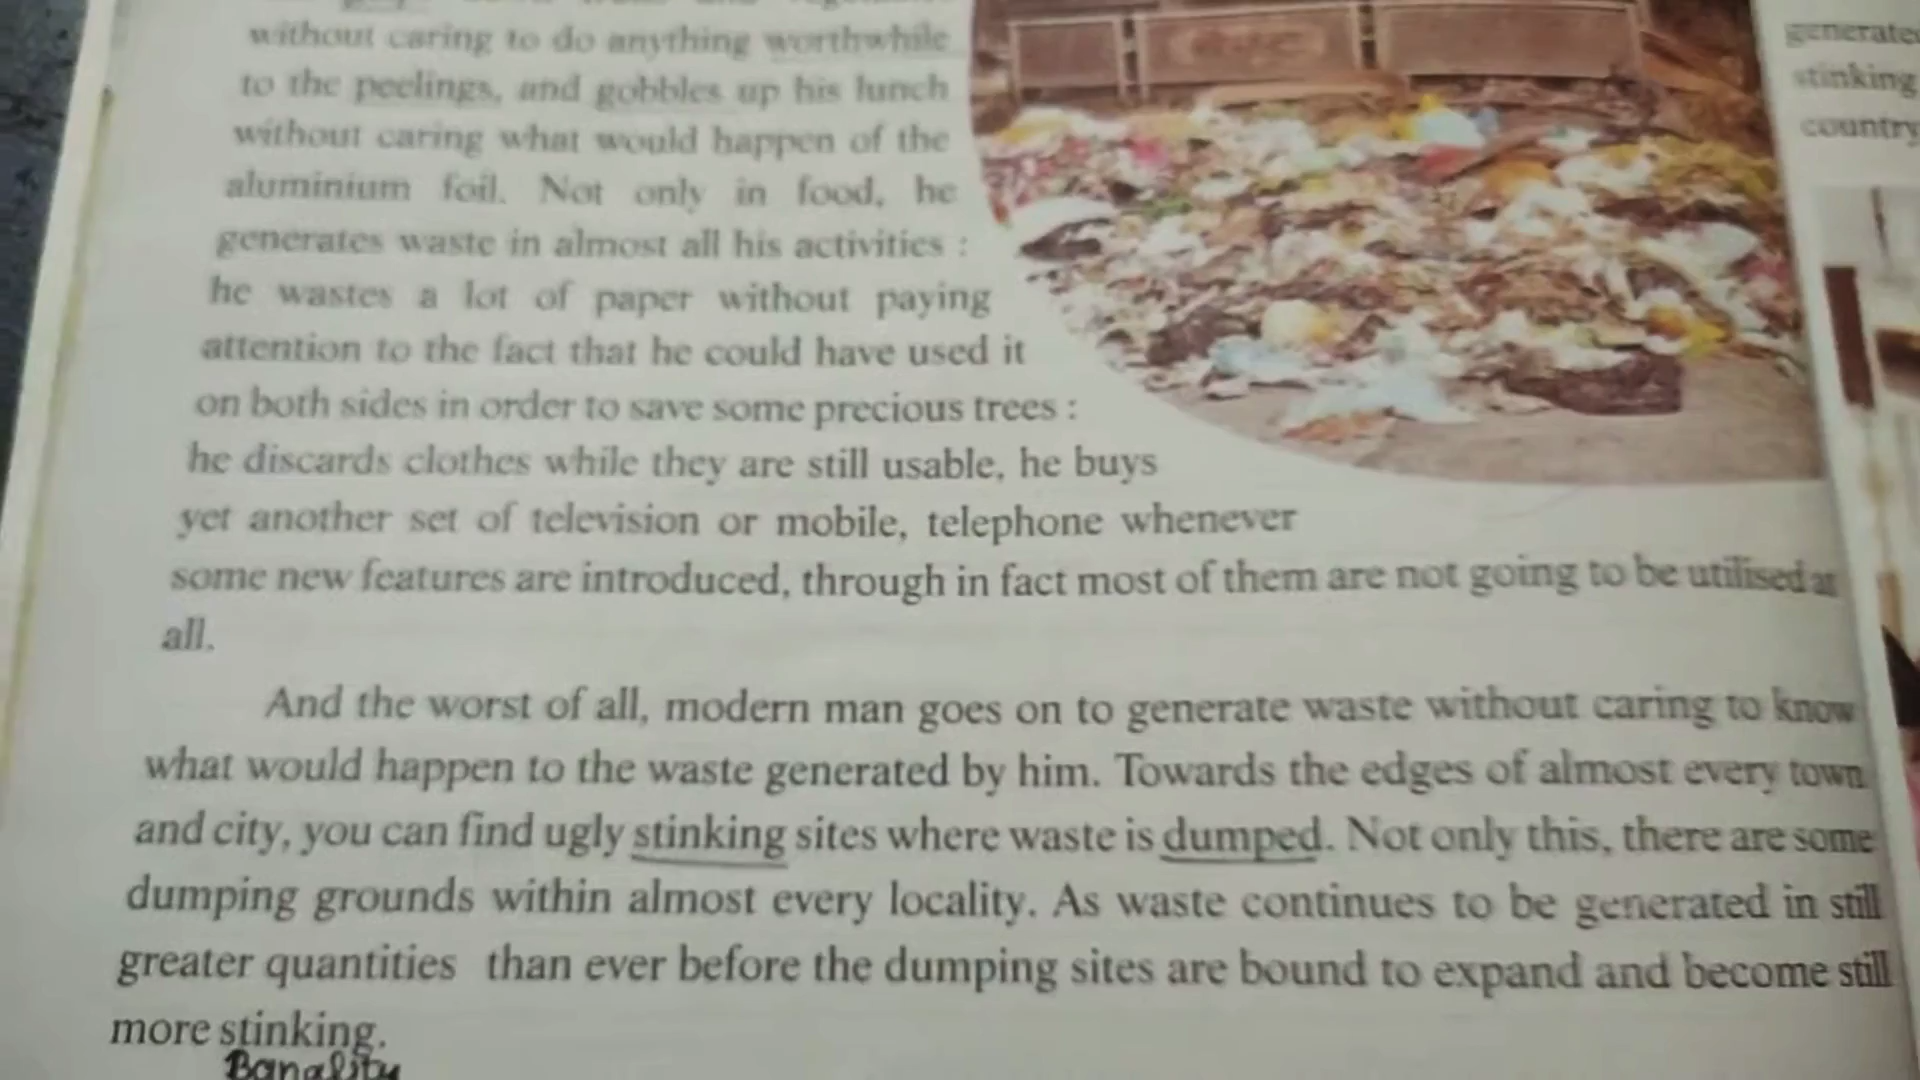 without caring to do anything worthwhile
to the peelings, and gobbles up his lunch
without caring what would happen of the
aluminium foil. Not only in food, he
generates waste in almost all his activities :
he wastes a lot of paper without paying
attention to the fact that he could have used it
on both sides in order to save some precious trees :
he discards clothes while they are still usable, he buys
yet another set of television or mobile, telephone whenever
some new features are introduced, through in fact most of them are not going to be utilised at
all.
And the worst of all, modern man goes on to generate waste without caring to know
what would happen to the waste generated by him. Towards the edges of almost every town
and city, you can find ugly stinking sites where waste is dumped. Not only this, there are some
dumping grounds within almost every locality. As waste continues to be generated in still
greater quantities than ever before the dumping sites are bound to expand and become still
more stinking.
Banality
generated
stinking
country